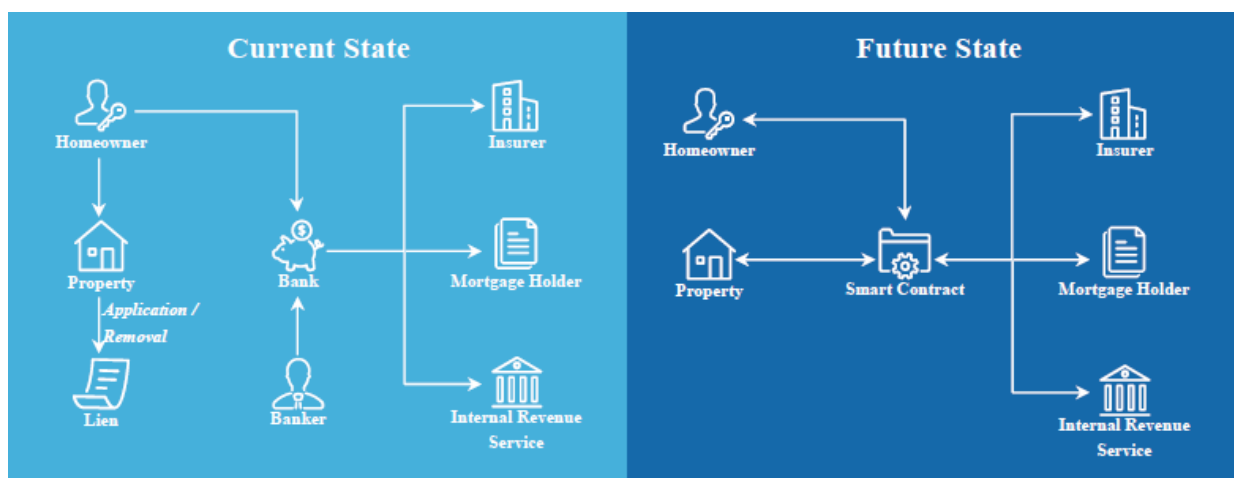 Current State
Homeowner
Insurer
Property
Application /
Removal
Bank
$
Mortgage Holder
Lien
Banker
Internal Revenue
Service
Future State
Homeowner
Insurer
Property
Smart Contract
Mortgage Holder
Internal Revenue
Service